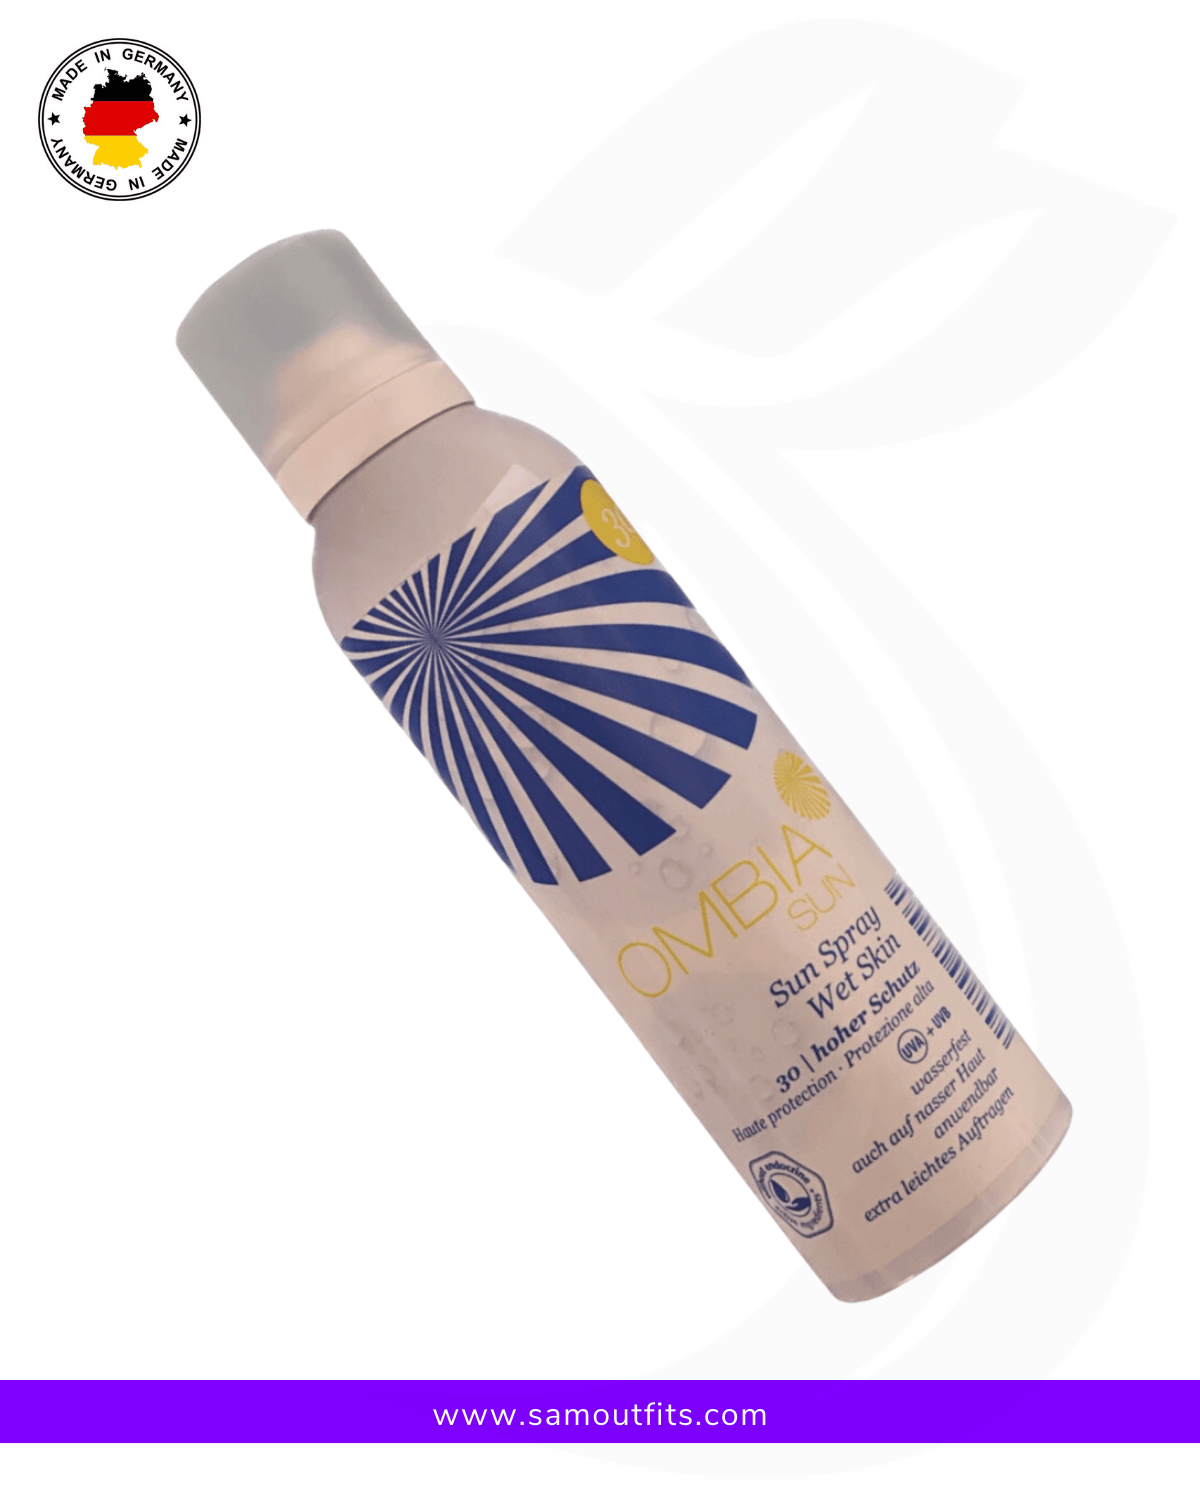 MADE IN GERMANY
MADE IN GERMANY
30
OMBIA
SUN
Sun Spray
Wet Skin
30 | hoher Schutz
Haute protection · Protezione alta
UVA + UVB
wasserfest
auch auf nasser Haut
anwendbar
extra leichtes Auftragen
endocrine
www.samoutfits.com